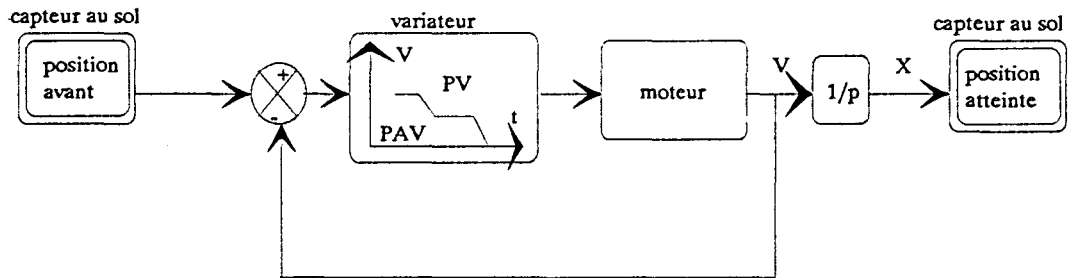 capteur au sol
position
avant
+
-
variateur
V
PV
PAV
t
moteur
V
1/p
X
capteur au sol
position
atteinte